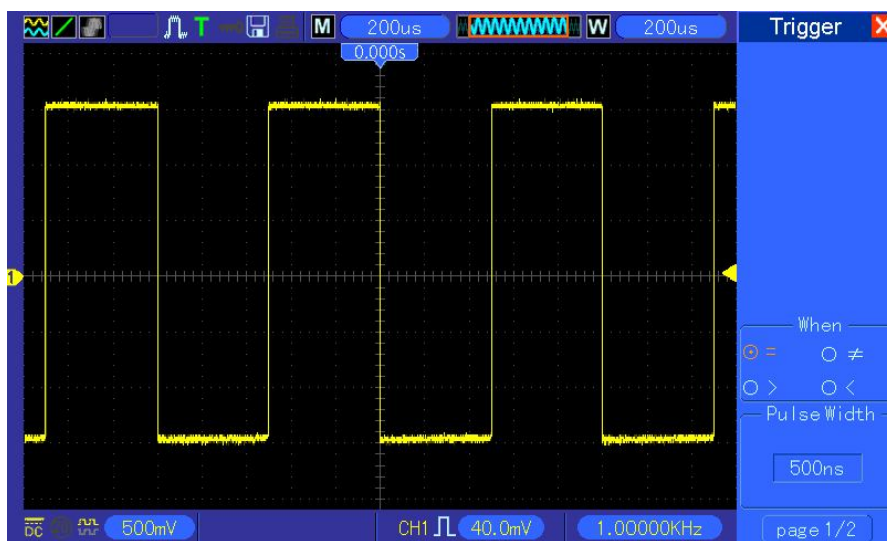 T M 200us W 200us Trigger X
0.000s
1
When
= ≠
> <
Pulse Width
500ns
DC 500mV CH1 40.0mV 1.00000KHz page 1/2